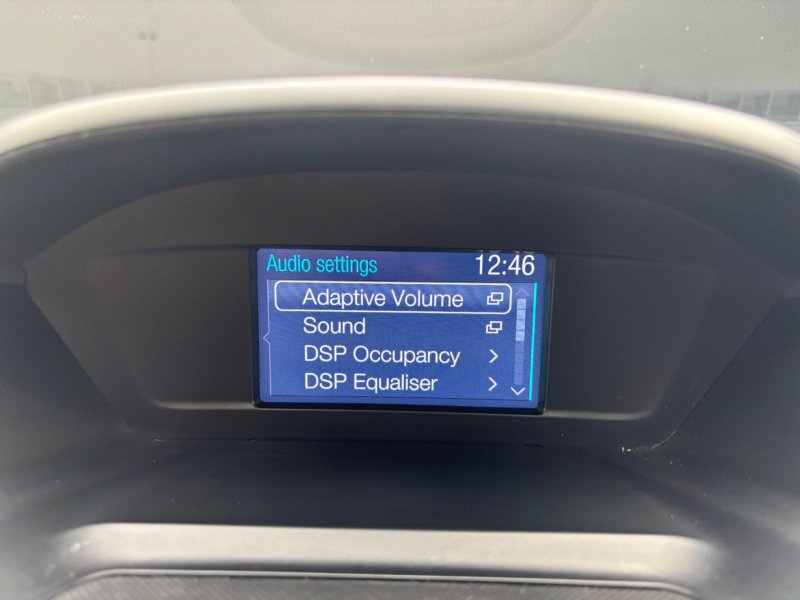 Audio settings 12:46
Adaptive Volume
Sound
DSP Occupancy
DSP Equaliser